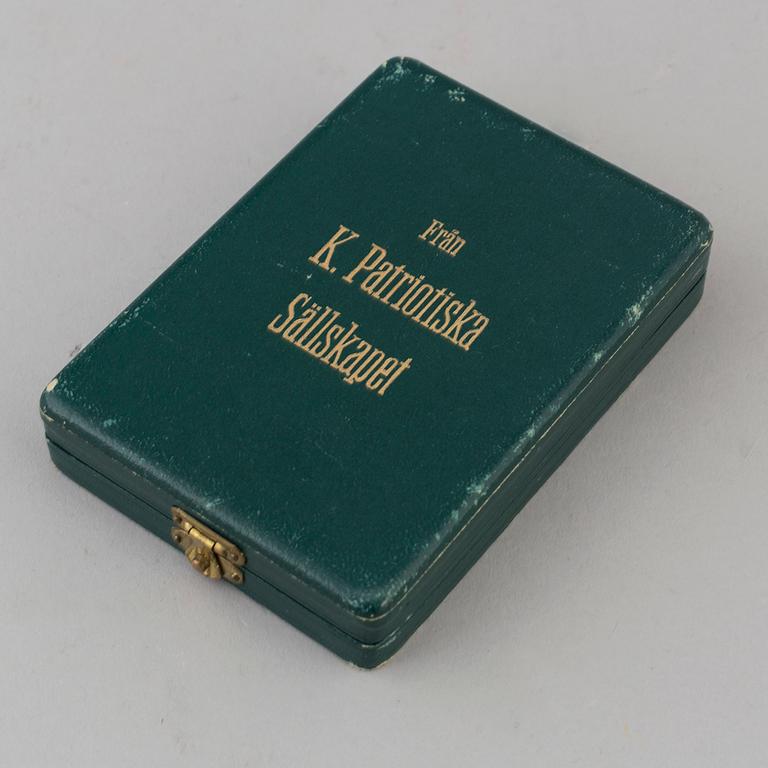 Från
K. Patriotiska
Sällskapet